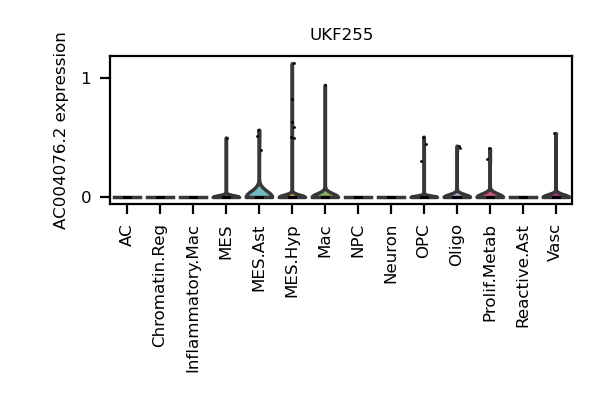 UKF255
AC004076.2 expression
1
0
AC
Chromatin.Reg
Inflammatory.Mac
MES
MES.Ast
MES.Hyp
Mac
NPC
Neuron
OPC
Oligo
Prolif.Metab
Reactive.Ast
Vasc